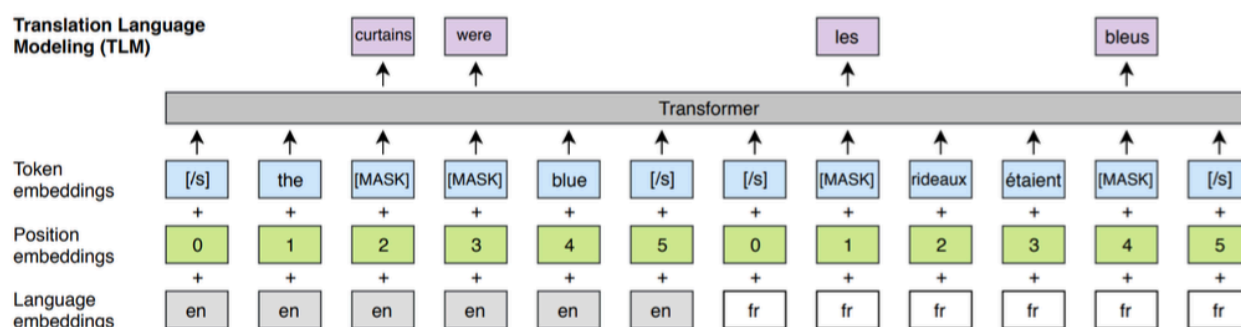 Translation Language
Modeling (TLM)
curtains were les bleus
Transformer
Token
embeddings
[/s] the [MASK] [MASK] blue [/s] [/s] [MASK] rideaux étaient [MASK] [/s]
+ + + + + + + + + + + +
Position
embeddings
0 1 2 3 4 5 0 1 2 3 4 5
+ + + + + + + + + + + +
Language
embeddings
en en en en en en fr fr fr fr fr fr